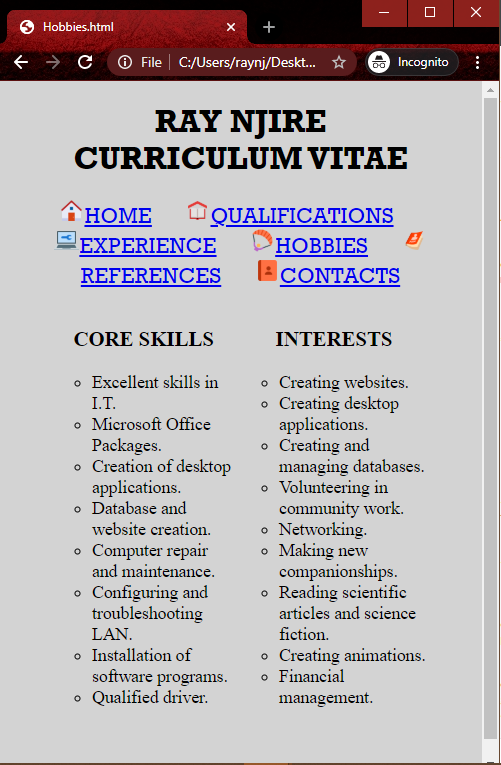 Hobbies.html
File
C:/Users/raynj/Deskt...
Incognito
RAY NJIRE
CURRICULUM VITAE
HOME QUALIFICATIONS
EXPERIENCE HOBBIES
REFERENCES CONTACTS
CORE SKILLS
Excellent skills in
I.T.
Microsoft Office
Packages.
Creation of desktop
applications.
Database and
website creation.
Computer repair
and maintenance.
Configuring and
troubleshooting
LAN.
Installation of
software programs.
Qualified driver.
INTERESTS
Creating websites.
Creating desktop
applications.
Creating and
managing databases.
Volunteering in
community work.
Networking.
Making new
companionships.
Reading scientific
articles and science
fiction.
Creating animations.
Financial
management.